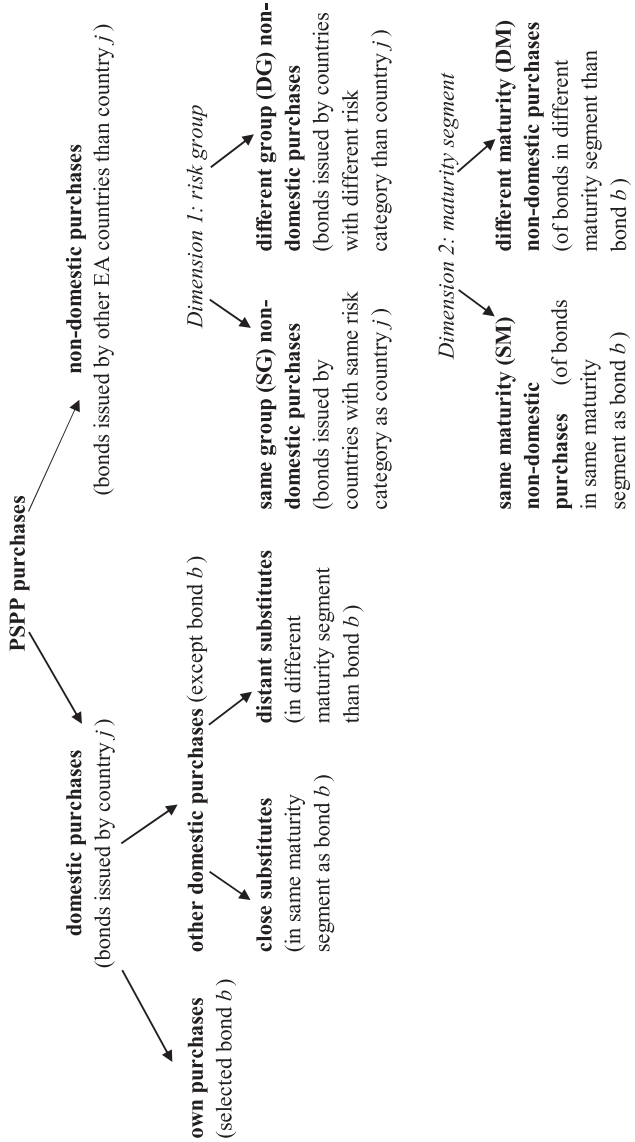 PSPP purchases
domestic purchases
(bonds issued by country j)
non-domestic purchases
(bonds issued by other EA countries than country j)
own purchases
(selected bond b)
other domestic purchases (except bond b)
close substitutes
(in same maturity
segment as bond b)
distant substitutes
(in different
maturity segment
than bond b)
Dimension 1: risk group
same group (SG) non-
domestic purchases
(bonds issued by
countries with same risk
category as country j)
different group (DG) non-
domestic purchases
(bonds issued by countries
with different risk
category than country j)
Dimension 2: maturity segment
same maturity (SM)
non-domestic
purchases (of bonds
in same maturity
segment as bond b)
different maturity (DM)
non-domestic purchases
(of bonds in different
maturity segment than
bond b)